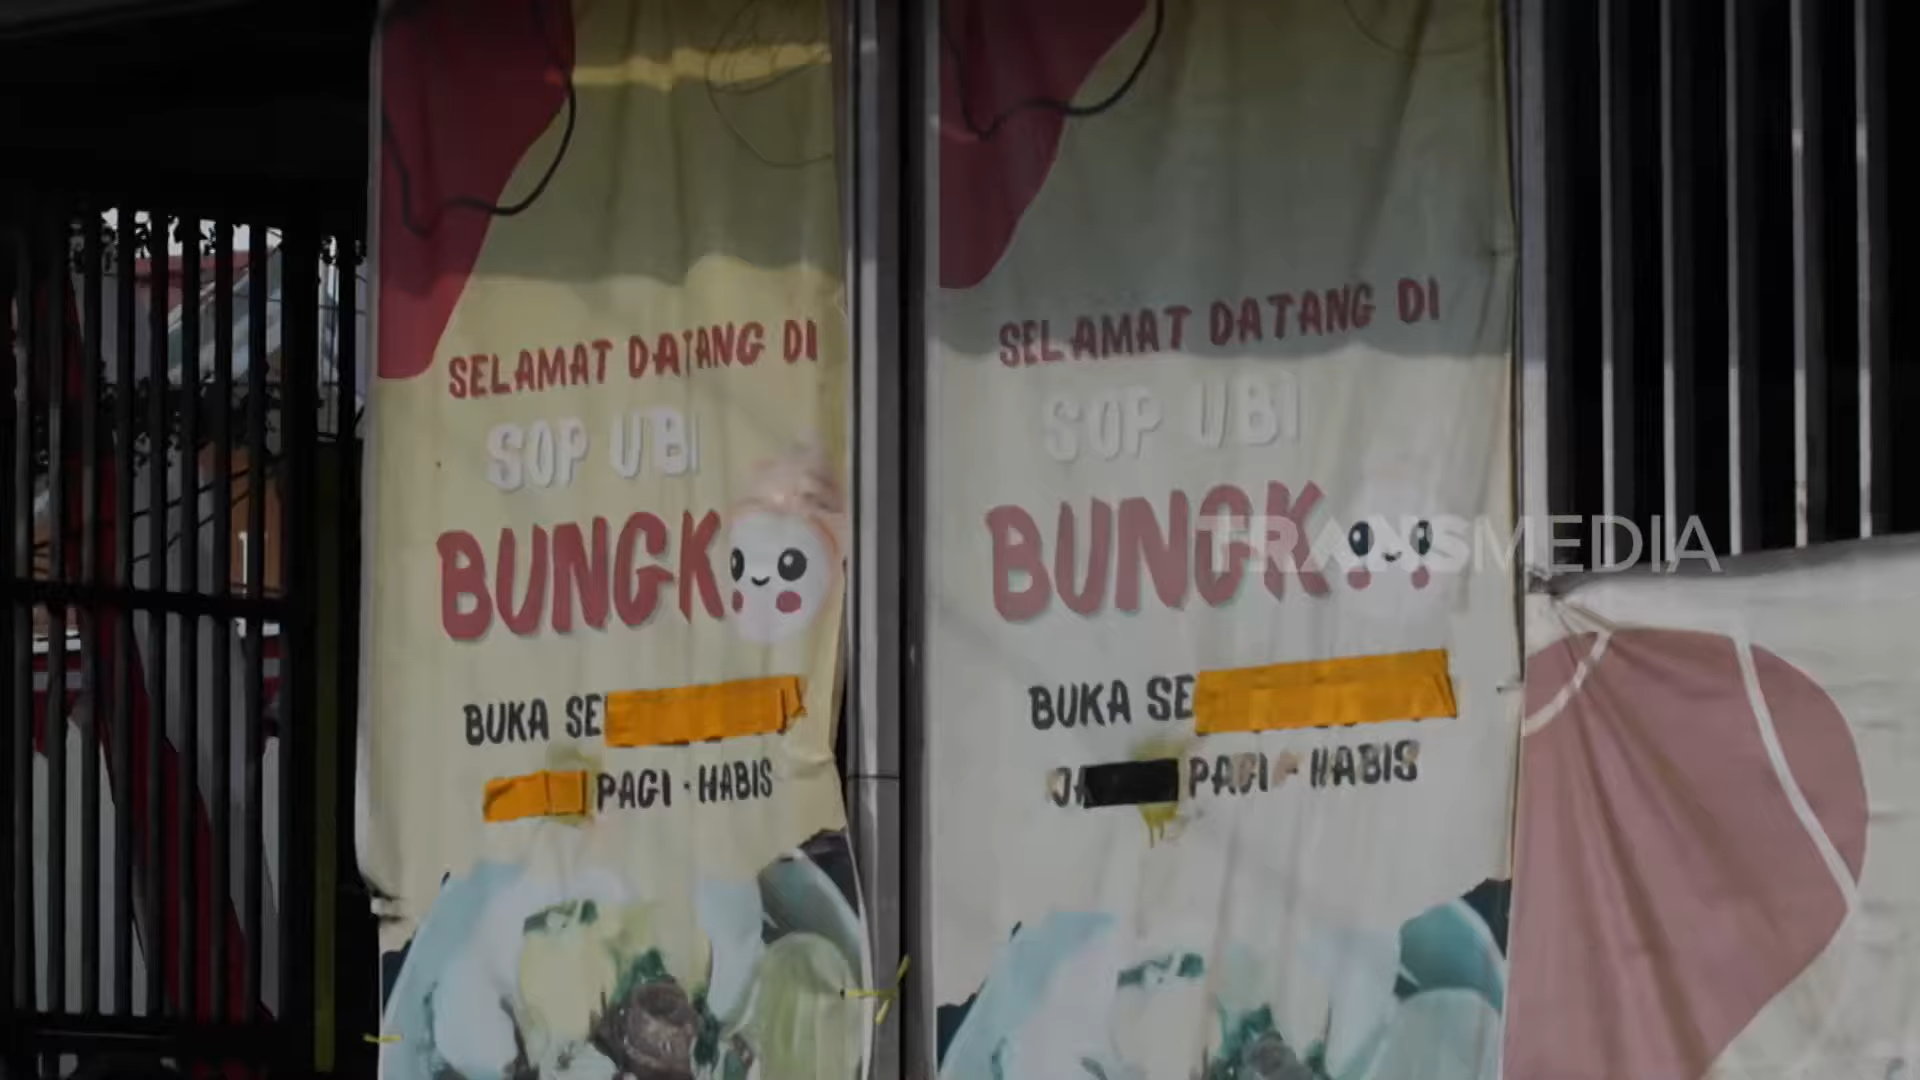 SELAMAT DATANG DI
SOP UBI
BUNGK
BUKA SE
PAGI - HABIS
SELAMAT DATANG DI
SOP UBI
BUNGK
BUKA SE
JA PAGI - HABIS
TRANSMEDIA